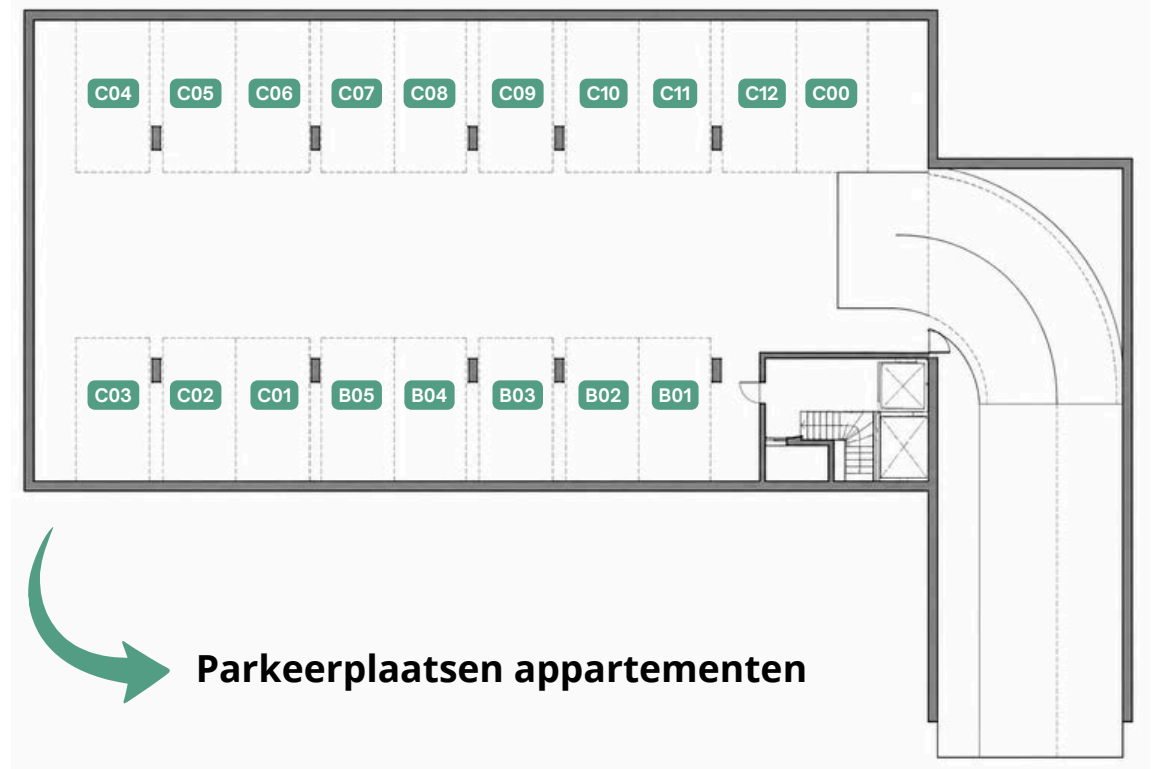 C04 C05 C06 C07 C08 C09 C10 C11 C12 C00
C03 C02 C01 B05 B04 B03 B02 B01
Parkeerplaatsen appartementen